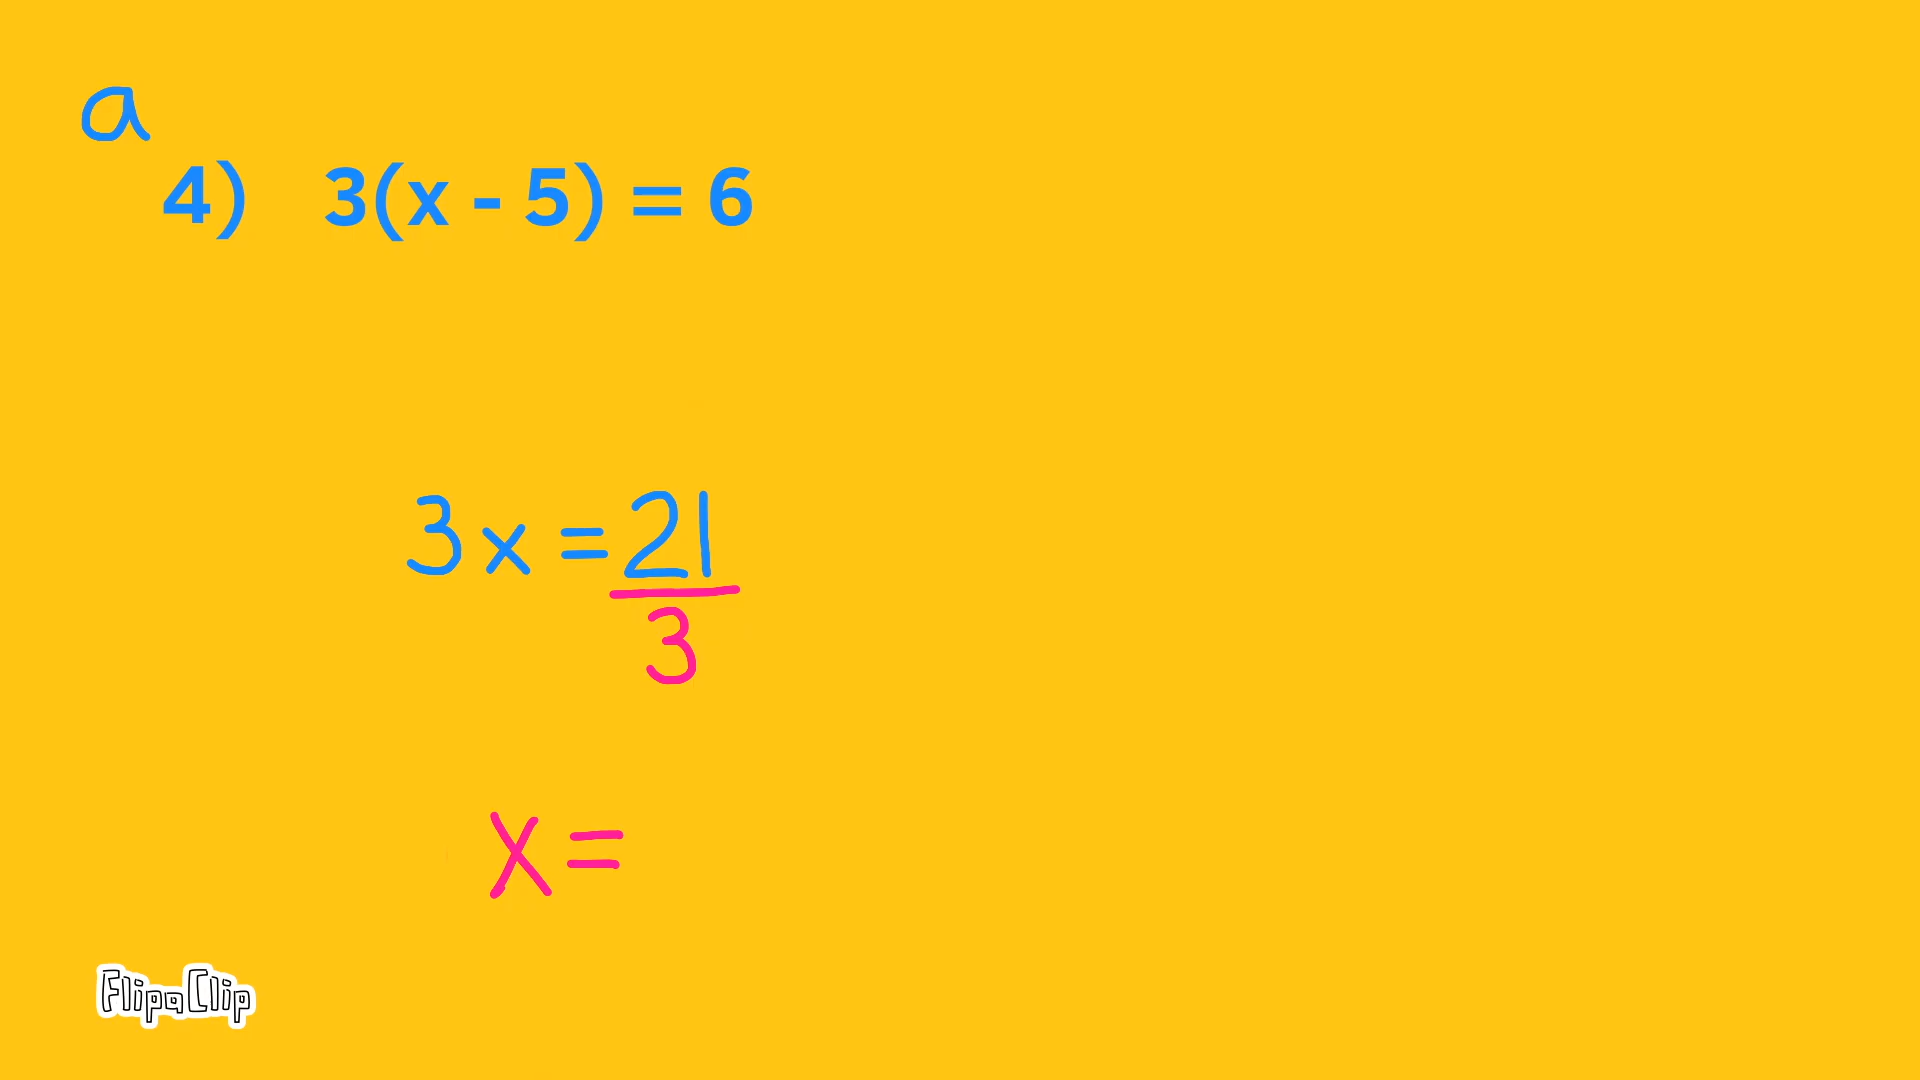 a
4) 3(x - 5) = 6
3x = 21
3
x =
FlipaClip